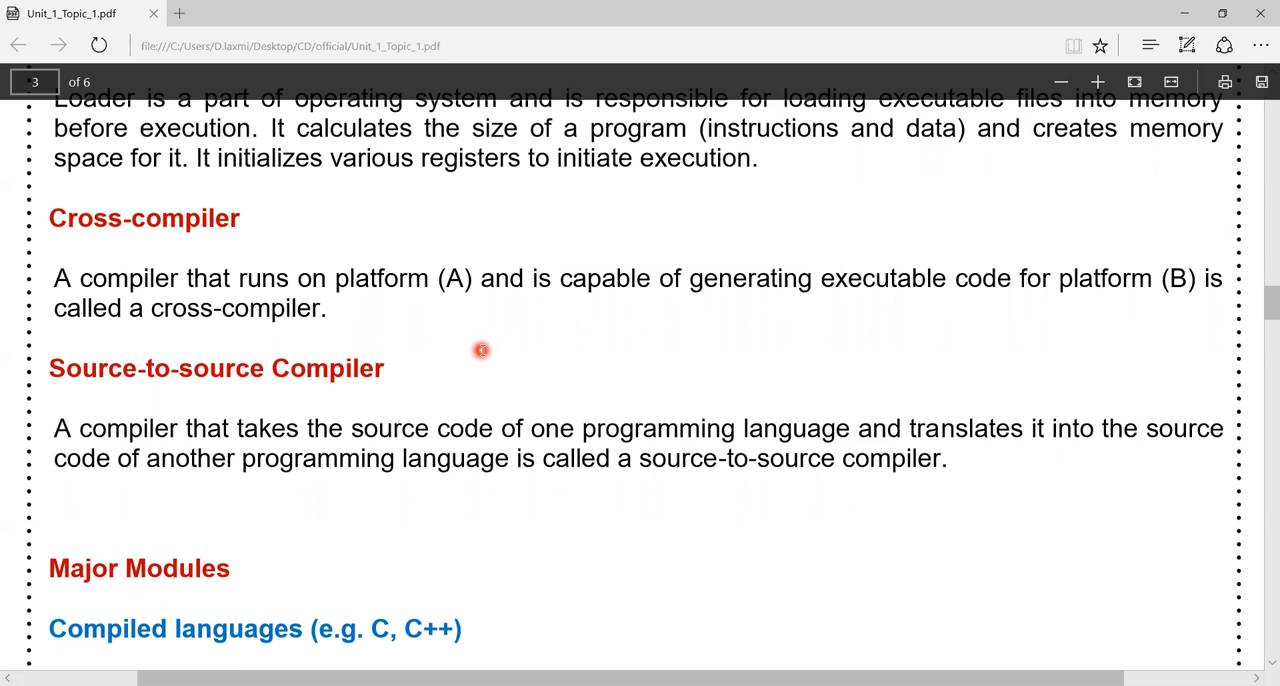 Unit_1_Topic_1.pdf
file:///C:/Users/D.laxmi/Desktop/CD/official/Unit_1_Topic_1.pdf
3 of 6
Loader is a part of operating system and is responsible for loading executable files into memory
before execution. It calculates the size of a program (instructions and data) and creates memory
space for it. It initializes various registers to initiate execution.
Cross-compiler
A compiler that runs on platform (A) and is capable of generating executable code for platform (B) is
called a cross-compiler.
Source-to-source Compiler
A compiler that takes the source code of one programming language and translates it into the source
code of another programming language is called a source-to-source compiler.
Major Modules
Compiled languages (e.g. C, C++)